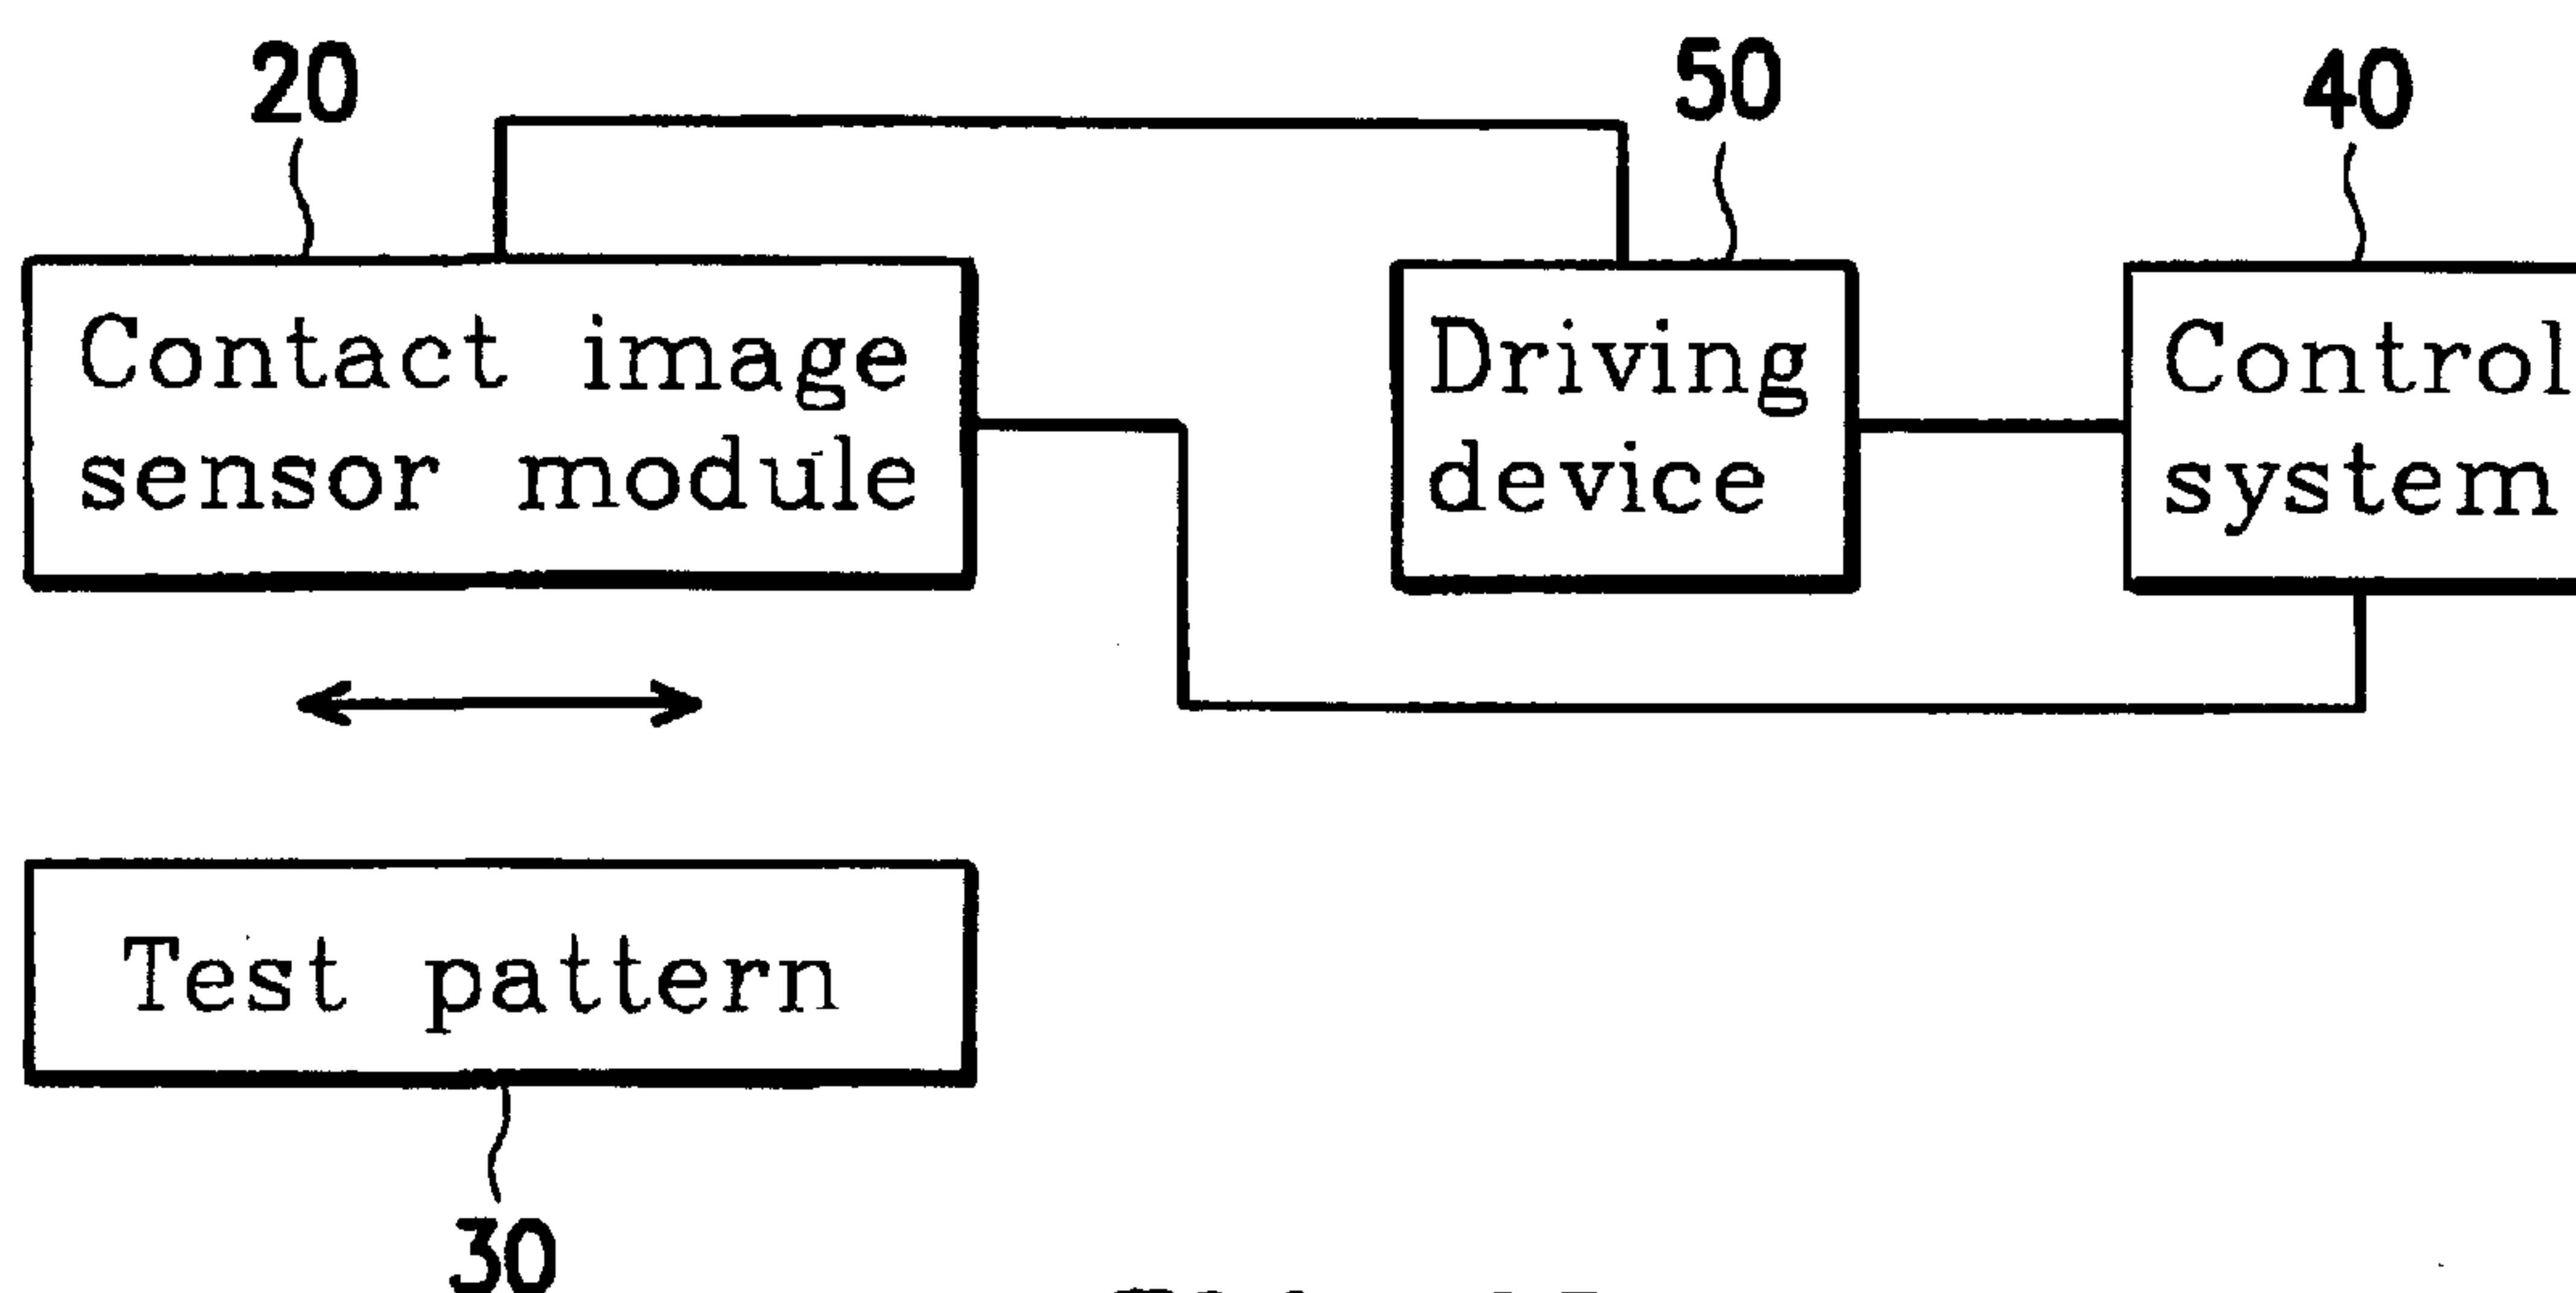 20
50
40
Contact image
sensor module
Driving
device
Control
system
Test pattern
30